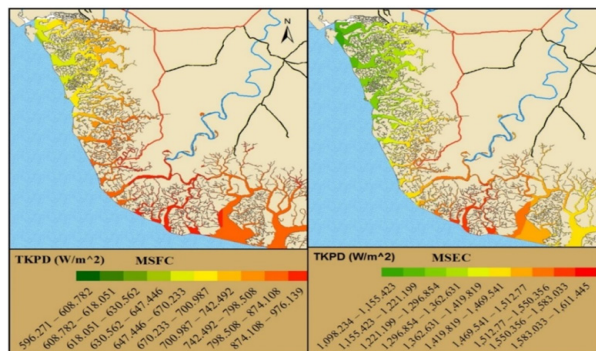 N
TKPD (W/m^2) MSFC
596.271 – 608.782
608.782 – 618.051
618.051 – 630.562
630.562 – 647.446
647.446 – 670.233
670.233 – 700.987
700.987 – 742.492
742.492 – 798.508
798.508 – 874.108
874.108 – 976.139
TKPD (W/m^2) MSEC
1.098.234 – 1.155.423
1.155.423 – 1.221.199
1.221.199 – 1.296.854
1.296.854 – 1.362.631
1.362.631 – 1.419.819
1.419.819 – 1.469.541
1.469.541 – 1.512.27
1.512.27 – 1.550.356
1.550.356 – 1.583.033
1.583.033 – 1.611.445